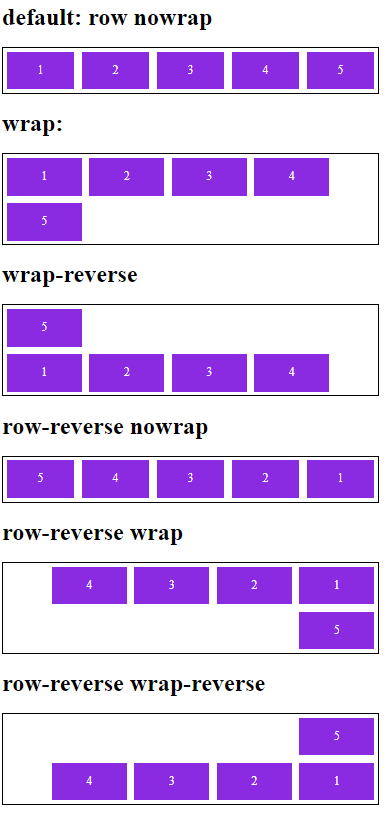 default: row nowrap
1 2 3 4 5
wrap:
1 2 3 4
5
wrap-reverse
5
1 2 3 4
row-reverse nowrap
5 4 3 2 1
row-reverse wrap
4 3 2 1
5
row-reverse wrap-reverse
5
4 3 2 1